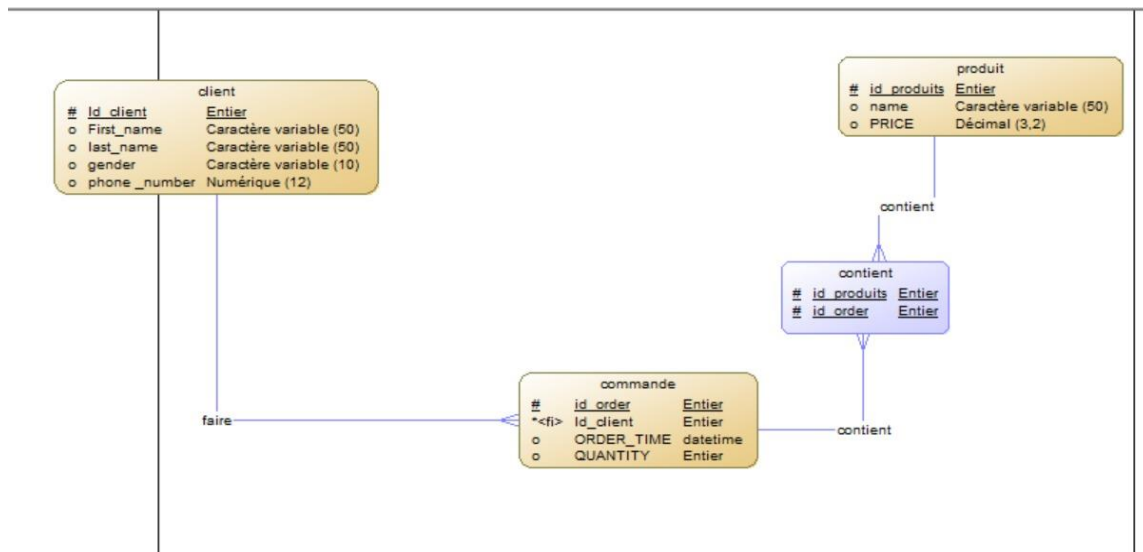 client
# Id_client Entier
o First_name Caractère variable (50)
o last_name Caractère variable (50)
o gender Caractère variable (10)
o phone _number Numérique (12)
produit
# id_produits Entier
o name Caractère variable (50)
o PRICE Décimal (3,2)
contient
contient
# id_produits Entier
# id_order Entier
contient
commande
# id_order Entier
*<fi> Id_client Entier
o ORDER_TIME datetime
o QUANTITY Entier
faire